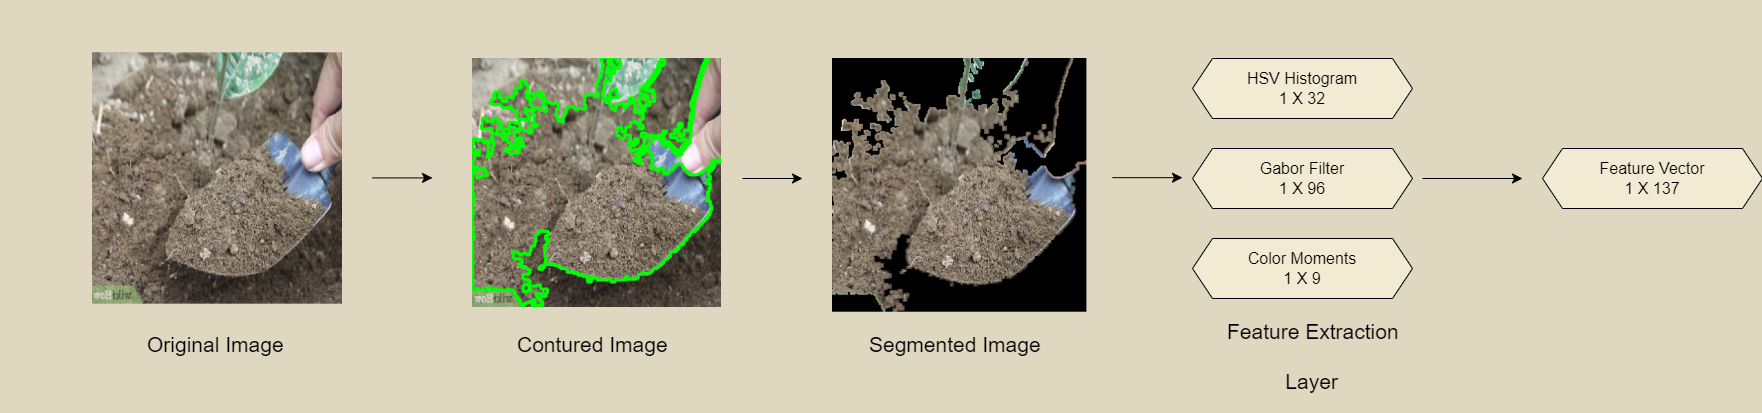 HSV Histogram
1 X 32
Gabor Filter
1 X 96
Feature Vector
1 X 137
Color Moments
1 X 9
wikiHow
wikiHow
Original Image
Contured Image
Segmented Image
Feature Extraction
Layer